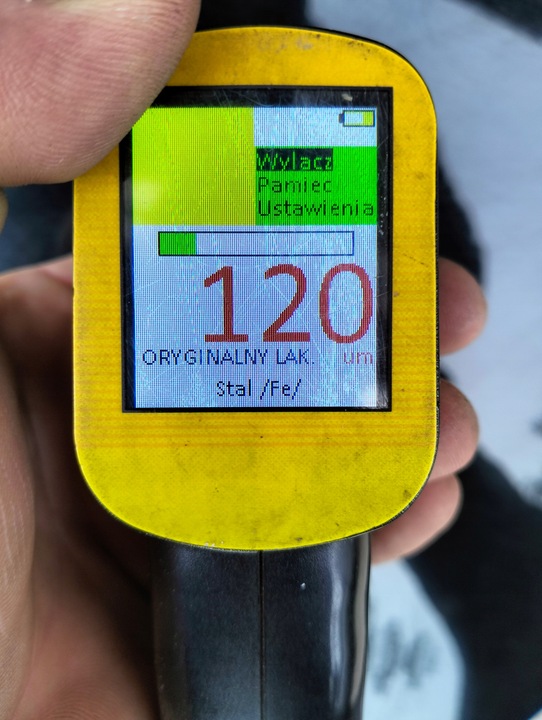 Wylacz
Pamiec
Ustawienia
120
ORYGINALNY LAK. um
Stal /Fe/